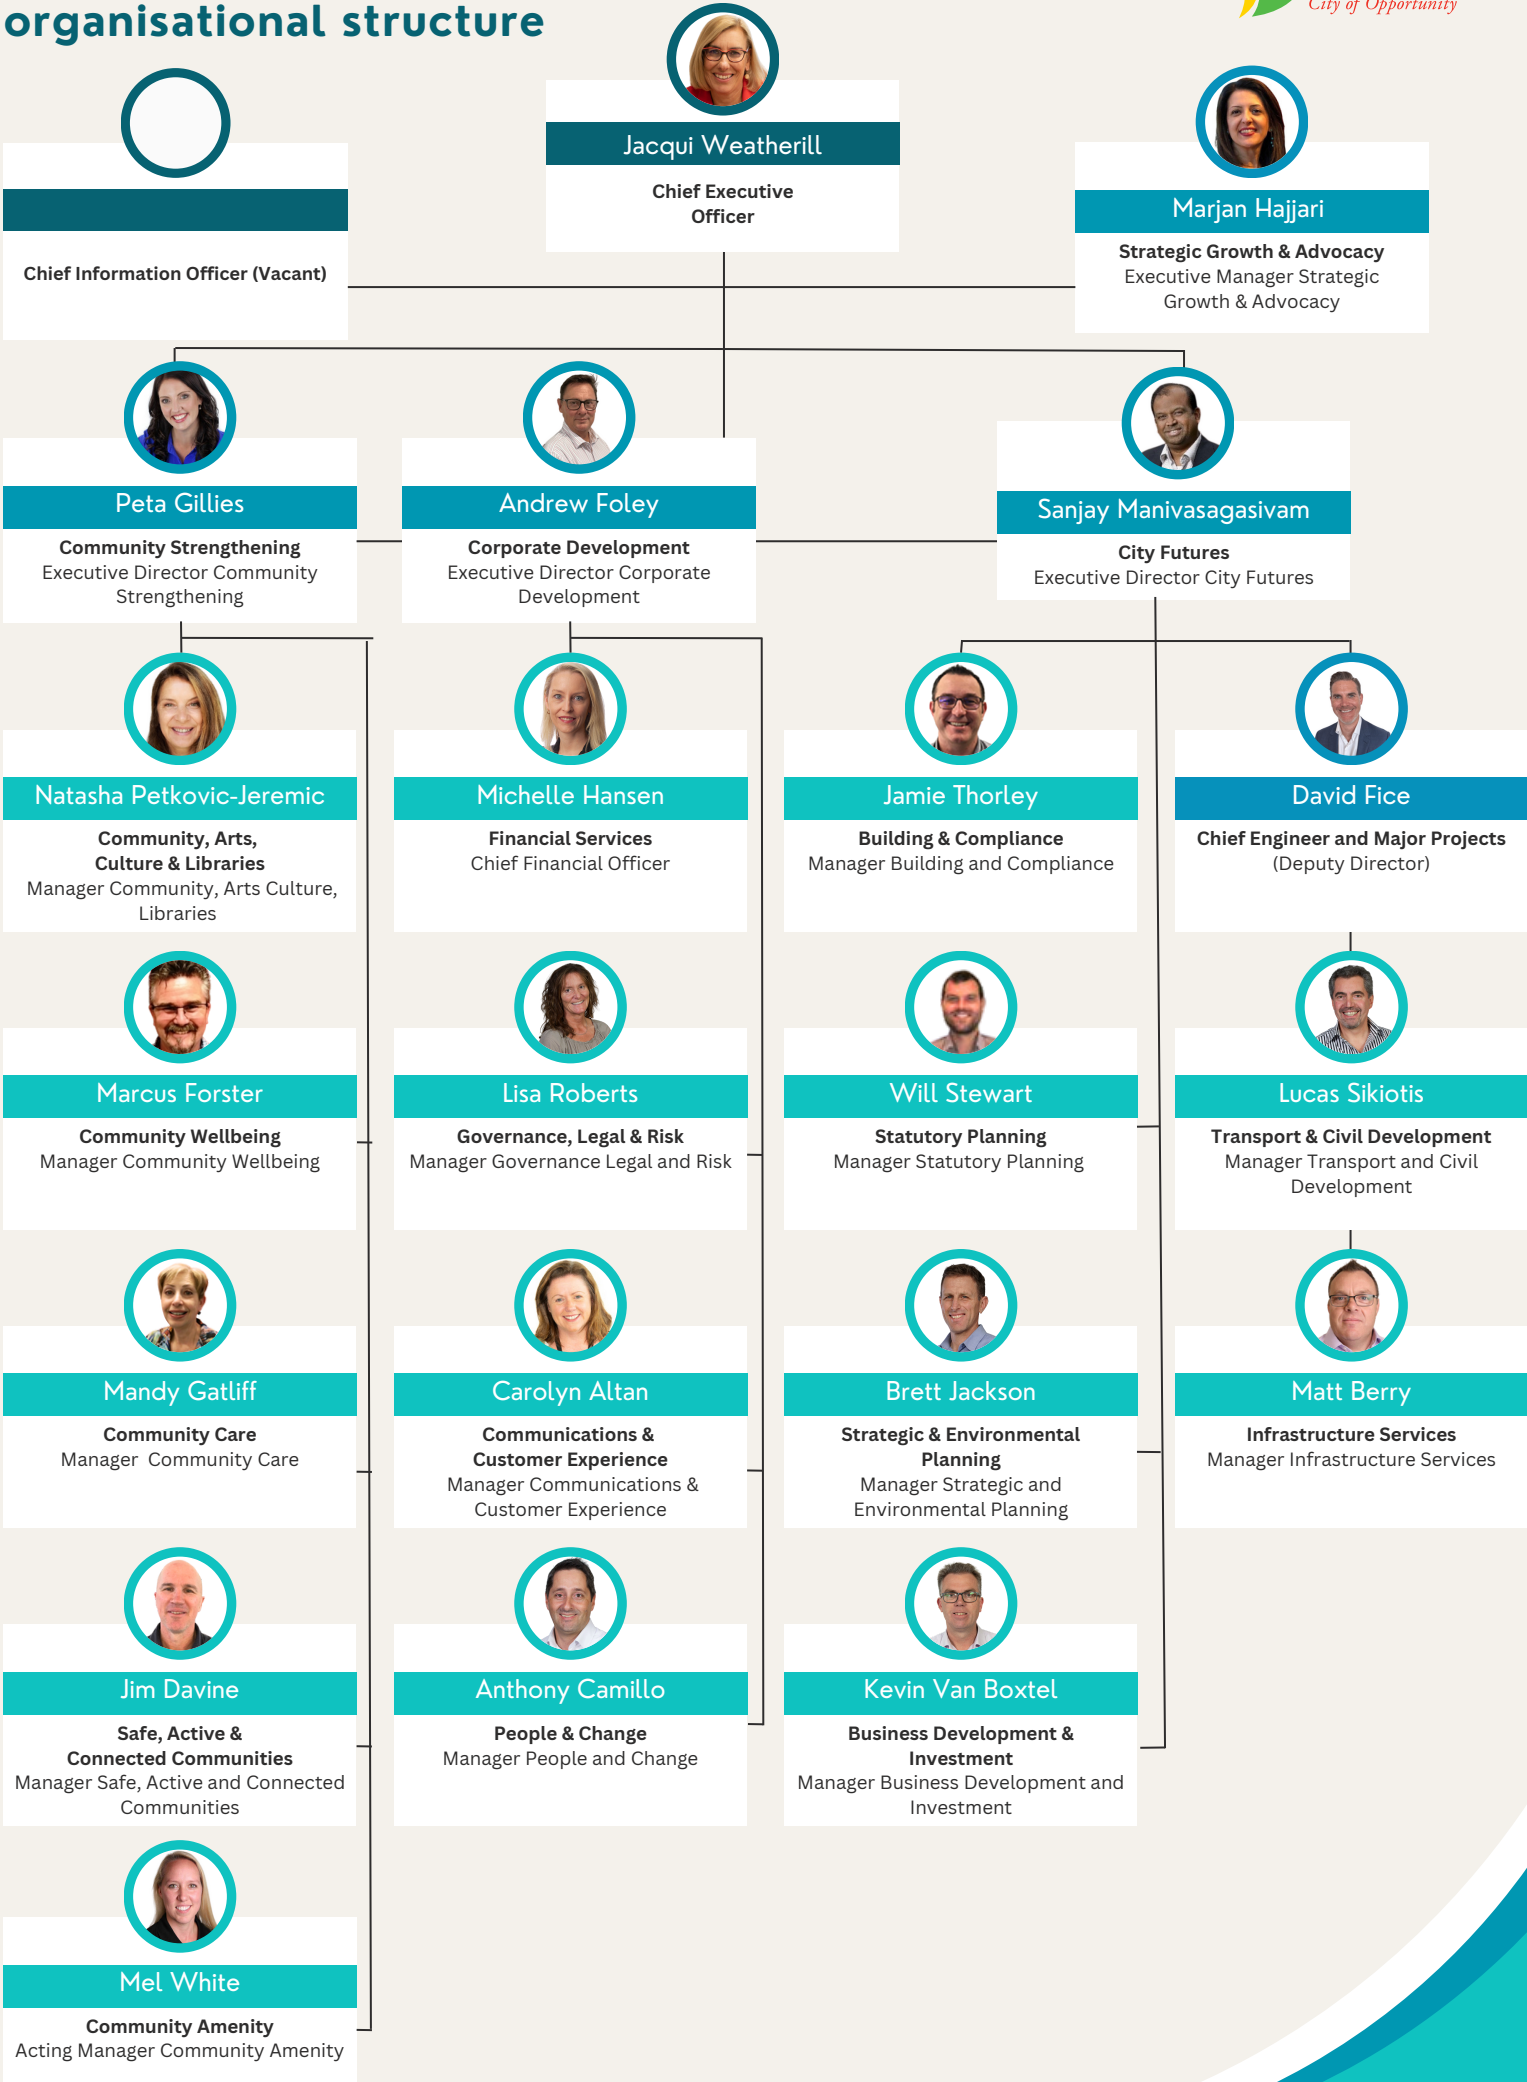 organisational structure
City of Opportunity
Jacqui Weatherill
Chief Executive
Officer
Chief Information Officer (Vacant)
Marjan Hajjari
Strategic Growth & Advocacy
Executive Manager Strategic
Growth & Advocacy
Peta Gillies
Community Strengthening
Executive Director Community
Strengthening
Andrew Foley
Corporate Development
Executive Director Corporate
Development
Sanjay Manivasagasivam
City Futures
Executive Director City Futures
Natasha Petkovic-Jeremic
Community, Arts,
Culture & Libraries
Manager Community, Arts Culture,
Libraries
Michelle Hansen
Financial Services
Chief Financial Officer
Jamie Thorley
Building & Compliance
Manager Building and Compliance
David Fice
Chief Engineer and Major Projects
(Deputy Director)
Marcus Forster
Community Wellbeing
Manager Community Wellbeing
Lisa Roberts
Governance, Legal & Risk
Manager Governance Legal and Risk
Will Stewart
Statutory Planning
Manager Statutory Planning
Lucas Sikiotis
Transport & Civil Development
Manager Transport and Civil
Development
Mandy Gatliff
Community Care
Manager  Community Care
Carolyn Altan
Communications &
Customer Experience
Manager Communications &
Customer Experience
Brett Jackson
Strategic & Environmental
Planning
Manager Strategic and
Environmental Planning
Matt Berry
Infrastructure Services
Manager Infrastructure Services
Jim Davine
Safe, Active &
Connected Communities
Manager Safe, Active and Connected
Communities
Anthony Camillo
People & Change
Manager People and Change
Kevin Van Boxtel
Business Development &
Investment
Manager Business Development and
Investment
Mel White
Community Amenity
Acting Manager Community Amenity